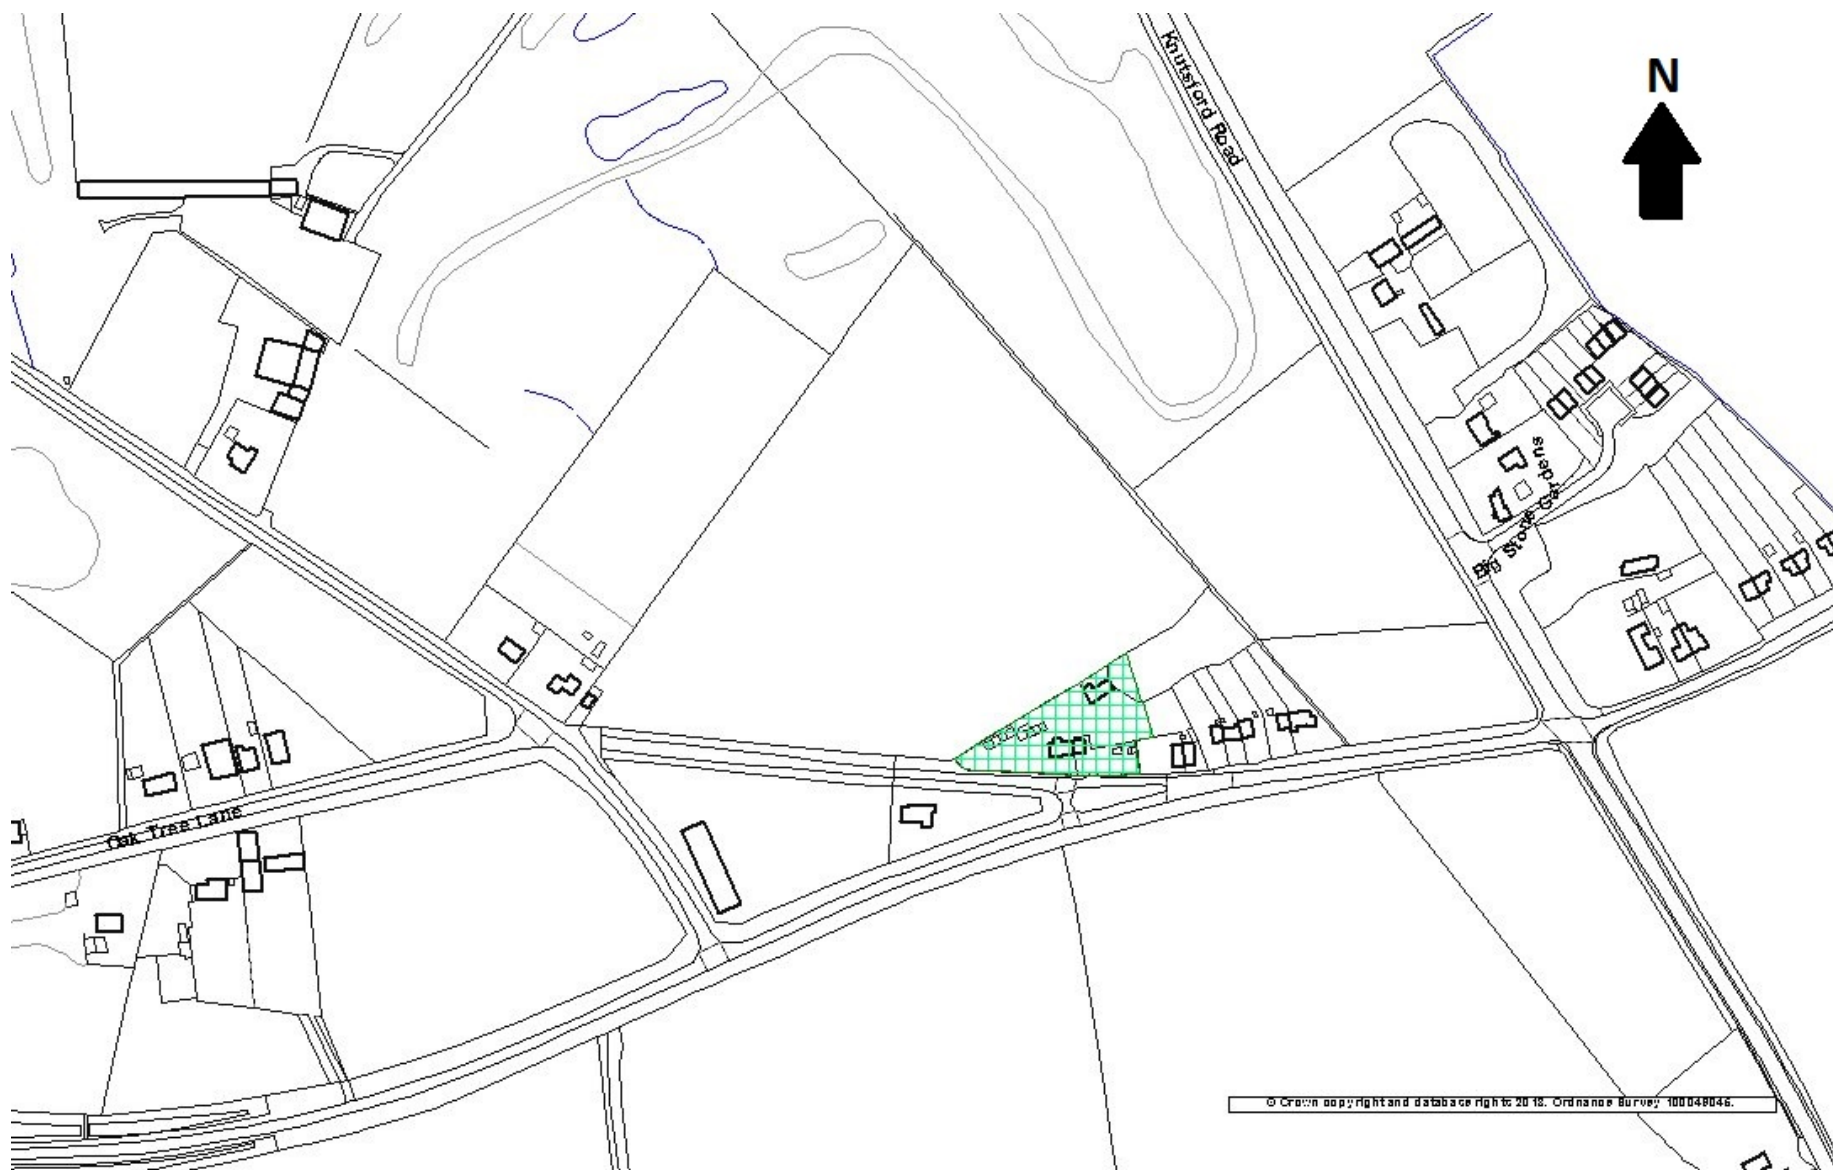 Knutsford Road
N
Big Stone Gardens
Oak Tree Lane
© Crown copyright and database rights 2018. Ordnance Survey 100049046.